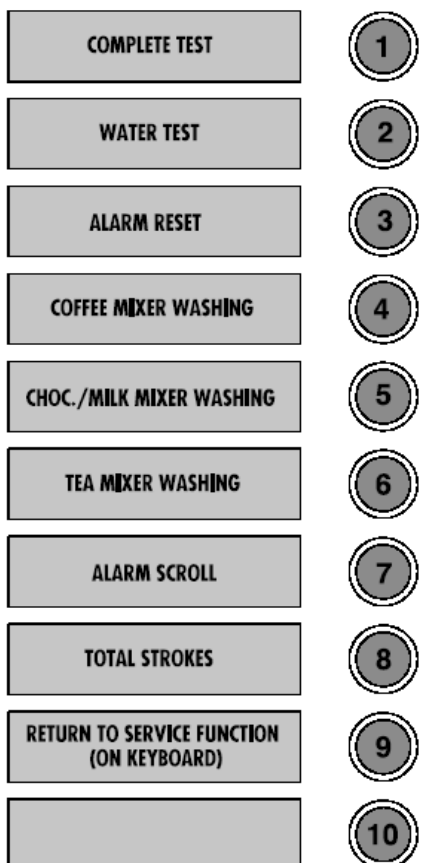 COMPLETE TEST 1
WATER TEST 2
ALARM RESET 3
COFFEE MIXER WASHING 4
CHOC./MILK MIXER WASHING 5
TEA MIXER WASHING 6
ALARM SCROLL 7
TOTAL STROKES 8
RETURN TO SERVICE FUNCTION
(ON KEYBOARD) 9
10